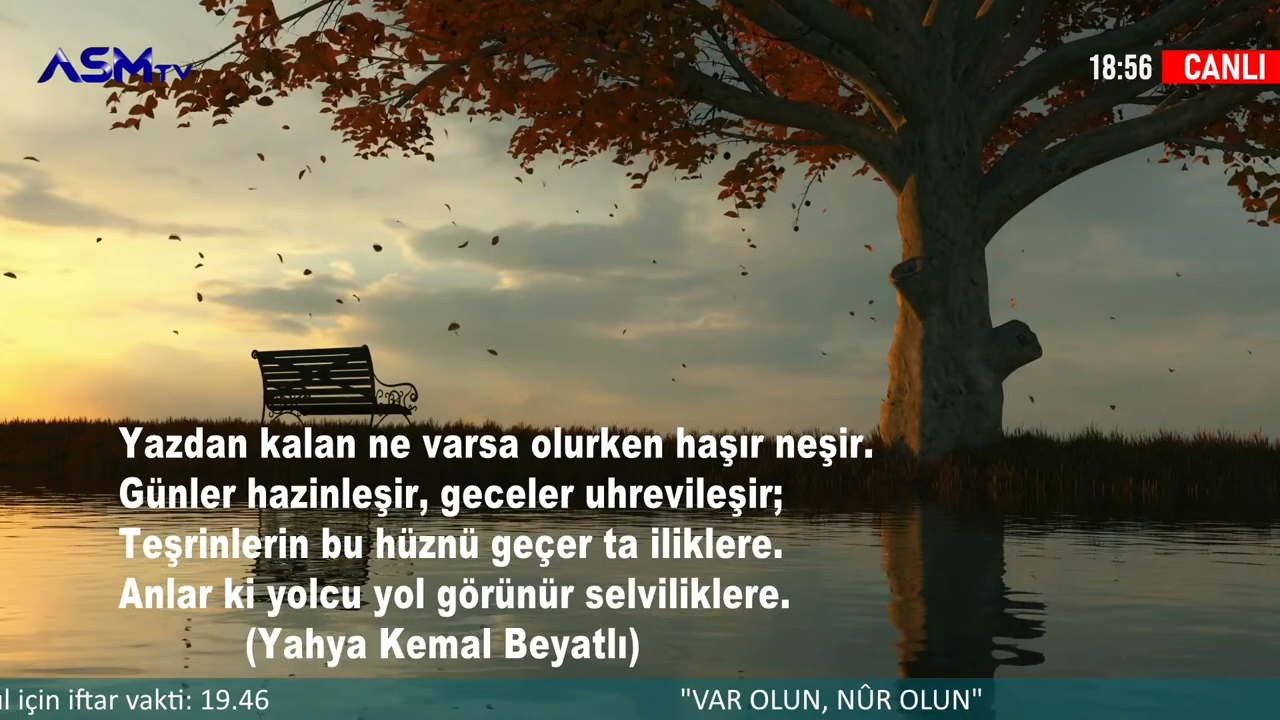 ASM TV
18:56 CANLI
Yazdan kalan ne varsa olurken haşır neşir.
Günler hazinleşir, geceler uhrevileşir;
Teşrinlerin bu hüznü geçer ta iliklere.
Anlar ki yolcu yol görünür selviliklere.
(Yahya Kemal Beyatlı)
için iftar vakti: 19.46 "VAR OLUN, NÛR OLUN"